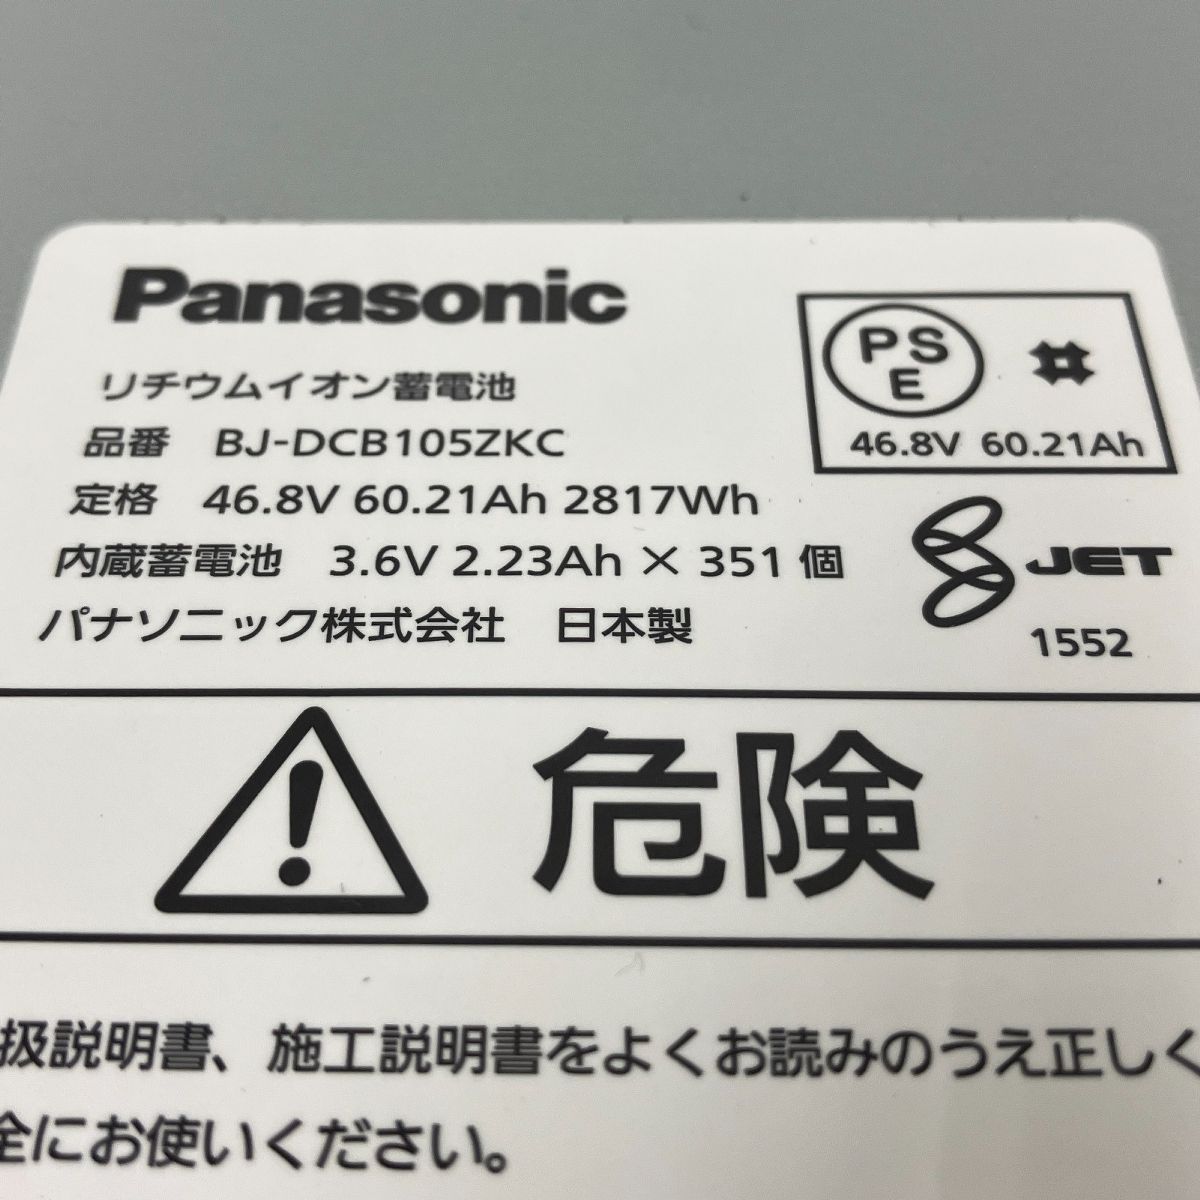 Panasonic
リチウムイオン蓄電池
品番 BJ-DCB105ZKC
定格 46.8V 60.21Ah 2817Wh
内蔵蓄電池 3.6V 2.23Ah × 351 個
パナソニック株式会社 日本製
PS
E
46.8V 60.21Ah
JET
1552
危険
扱説明書、施工説明書をよくお読みのうえ正しく
全にお使いください。